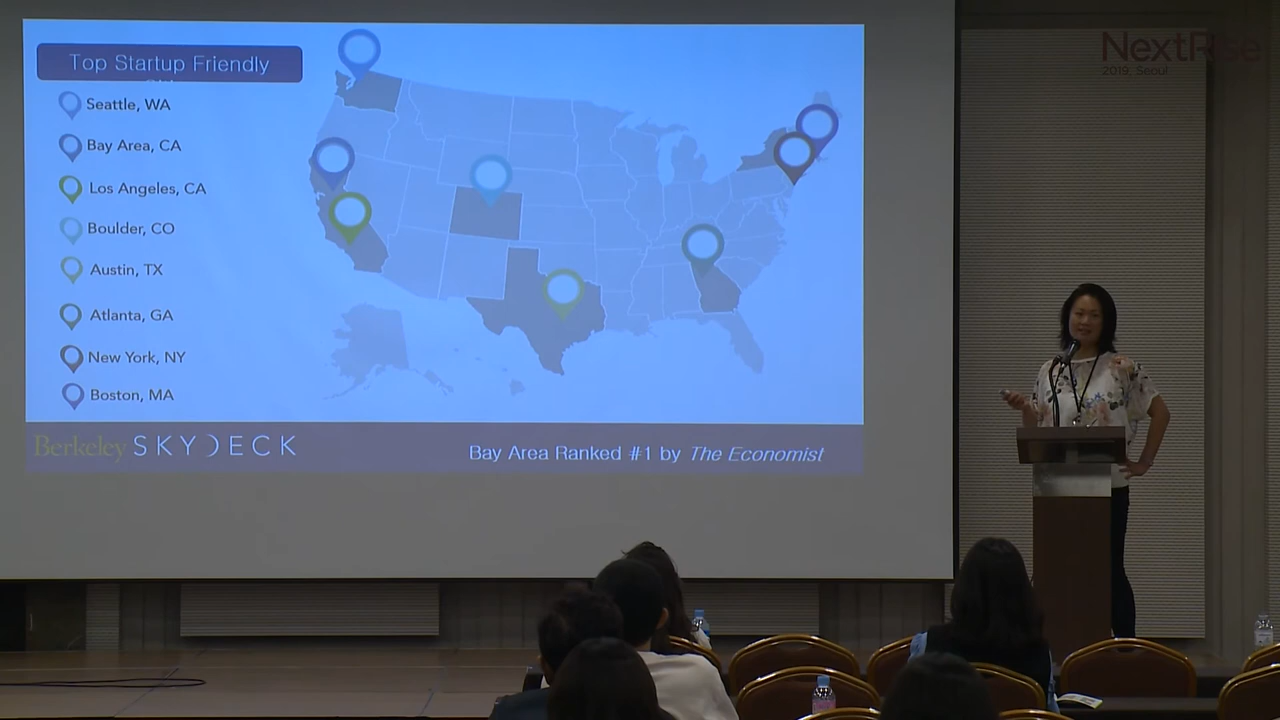 Top Startup Friendly
Seattle, WA
Bay Area, CA
Los Angeles, CA
Boulder, CO
Austin, TX
Atlanta, GA
New York, NY
Boston, MA
Berkeley SKYDECK
Bay Area Ranked #1 by The Economist
NextRise
2019, Seoul